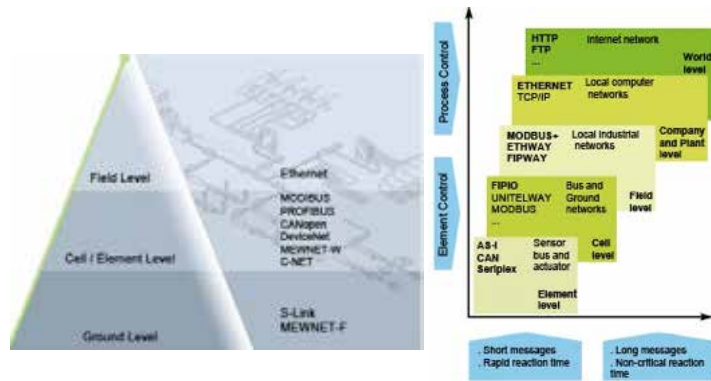 Field Level
Cell / Element Level
Ground Level
Ethernet
MODIBUS
PROFIBUS
CANopen
DeviceNet
MEWNET-W
C-NET
S-Link
MEWNET-F
Process Control
Element Control
HTTP
FTP
...
Internet network
World level
ETHERNET
TCP/IP
Local computer
networks
Company
and Plant
level
MODBUS+
ETHWAY
FIPWAY
Local industrial
networks
Field
level
FIPIO
UNITELWAY
MODBUS
...
Bus and
Ground
networks
Cell
level
AS-I
CAN
Seriplex
Sensor
bus and
actuator
Element
level
. Short messages
. Rapid reaction time
. Long messages
. Non-critical reaction
time